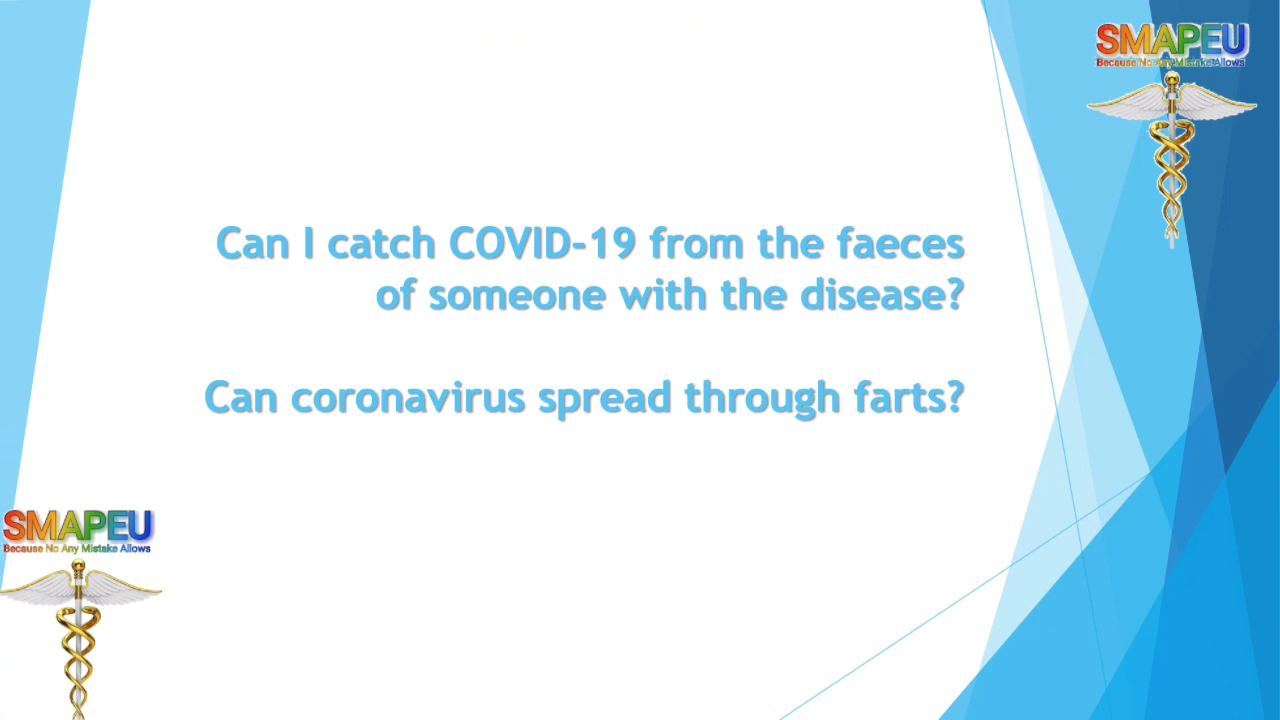 SMAPEU
Because No Any Mistake Allows
Can I catch COVID-19 from the faeces
of someone with the disease?
Can coronavirus spread through farts?
SMAPEU
Because No Any Mistake Allows